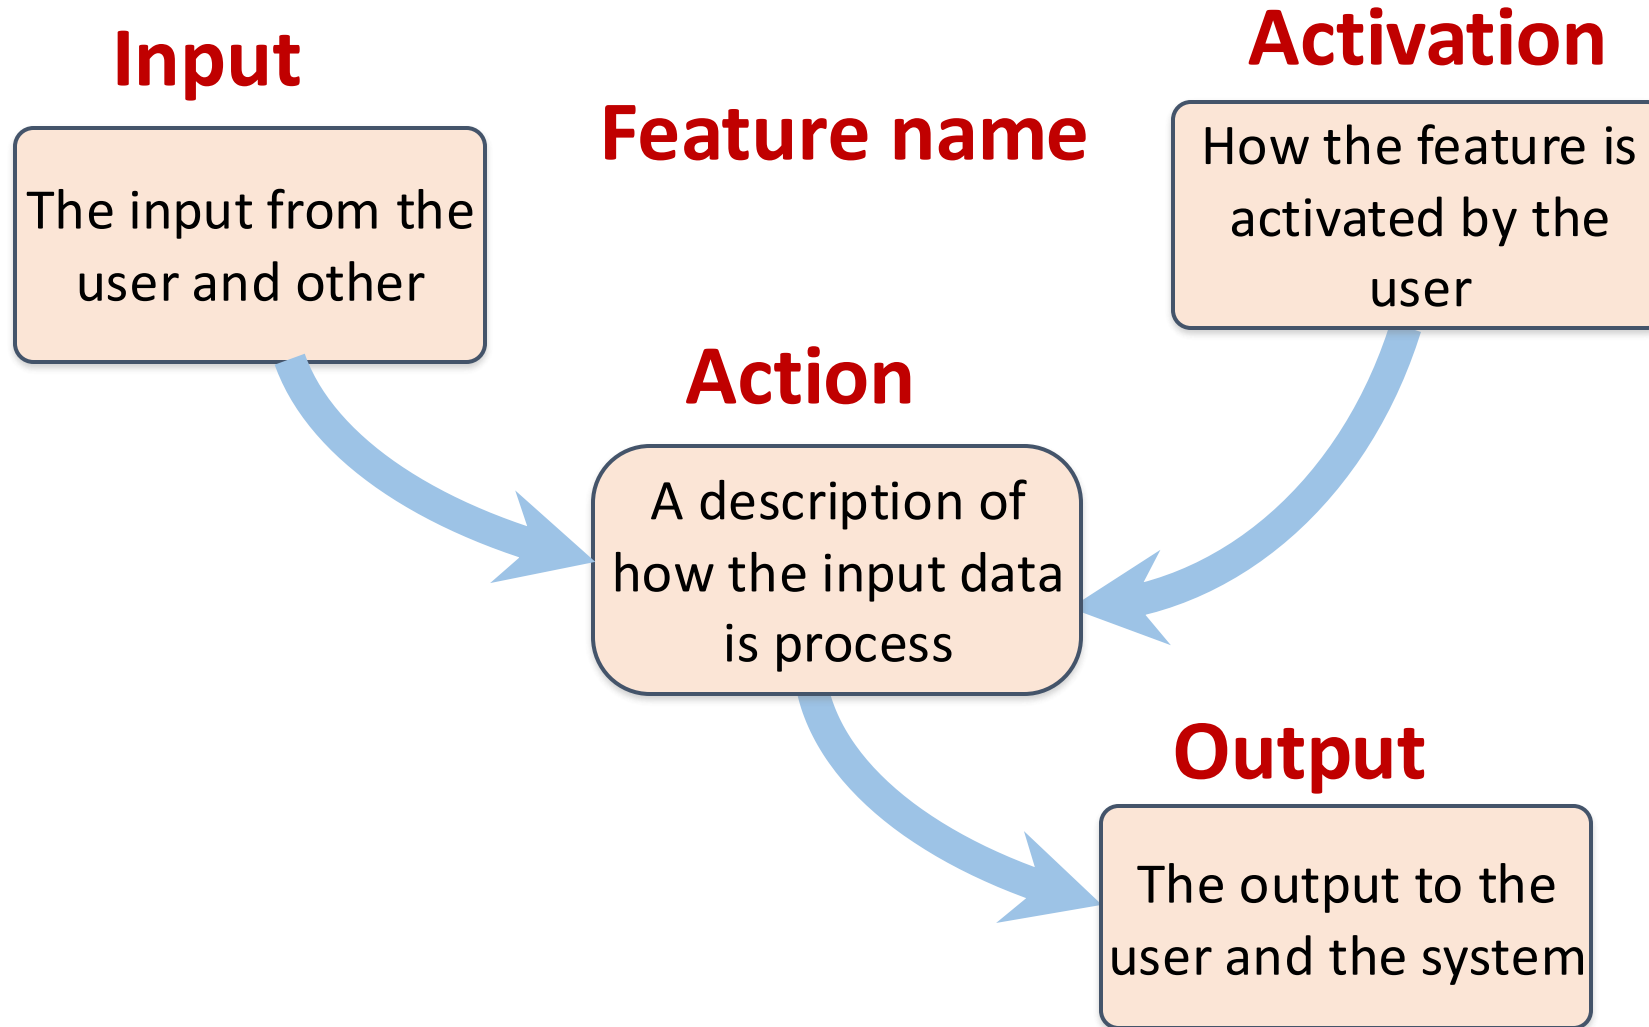 Input
The input from the
user and other
Feature name
Activation
How the feature is
activated by the
user
Action
A description of
how the input data
is process
Output
The output to the
user and the system